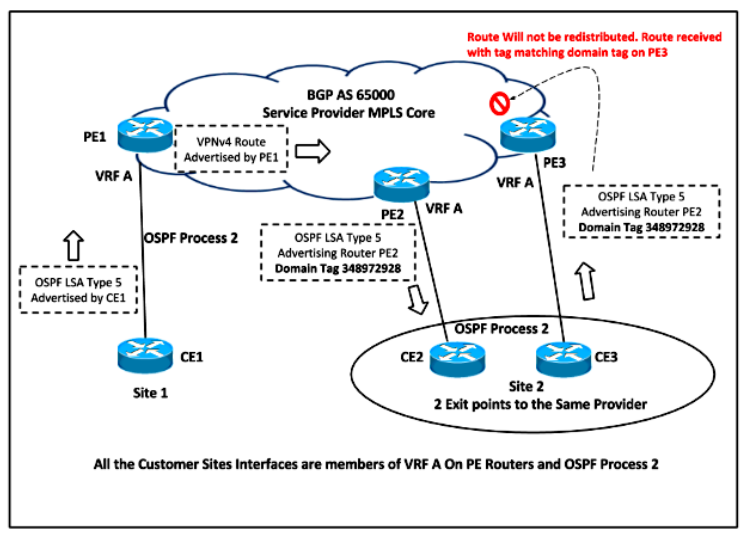 Route Will not be redistributed. Route received
with tag matching domain tag on PE3
BGP AS 65000
Service Provider MPLS Core
PE1
VPNv4 Route
Advertised by PE1
PE3
VRF A
VRF A
PE2
VRF A
OSPF LSA Type 5
Advertising Router PE2
Domain Tag 348972928
OSPF Process 2
OSPF LSA Type 5
Advertising Router PE2
Domain Tag 348972928
OSPF LSA Type 5
Advertised by CE1
OSPF Process 2
CE1
CE2
CE3
Site 1
Site 2
2 Exit points to the Same Provider
All the Customer Sites Interfaces are members of VRF A On PE Routers and OSPF Process 2